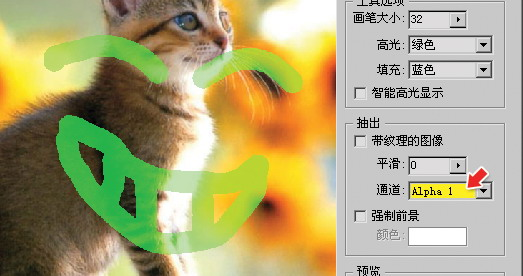 工具选项
画笔大小: 32
高光: 绿色
填充: 蓝色
智能高光显示
抽出
带纹理的图像
平滑: 0
通道: Alpha 1
强制前景
颜色:
预览